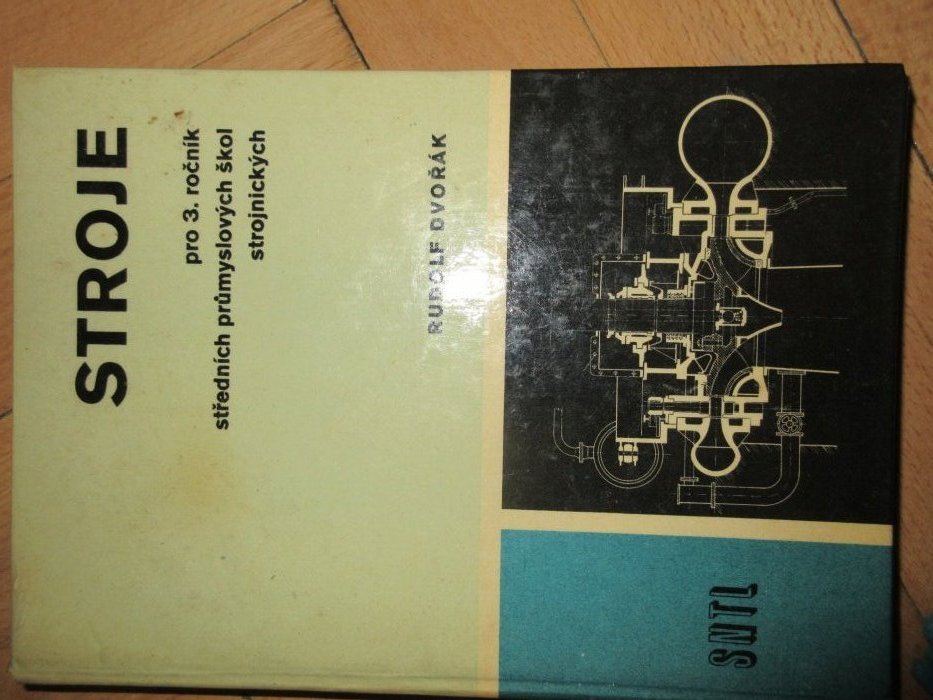 STROJE
pro 3. ročník
středních průmyslových škol
strojnických
RUDOLF DVOŘÁK
SNTL